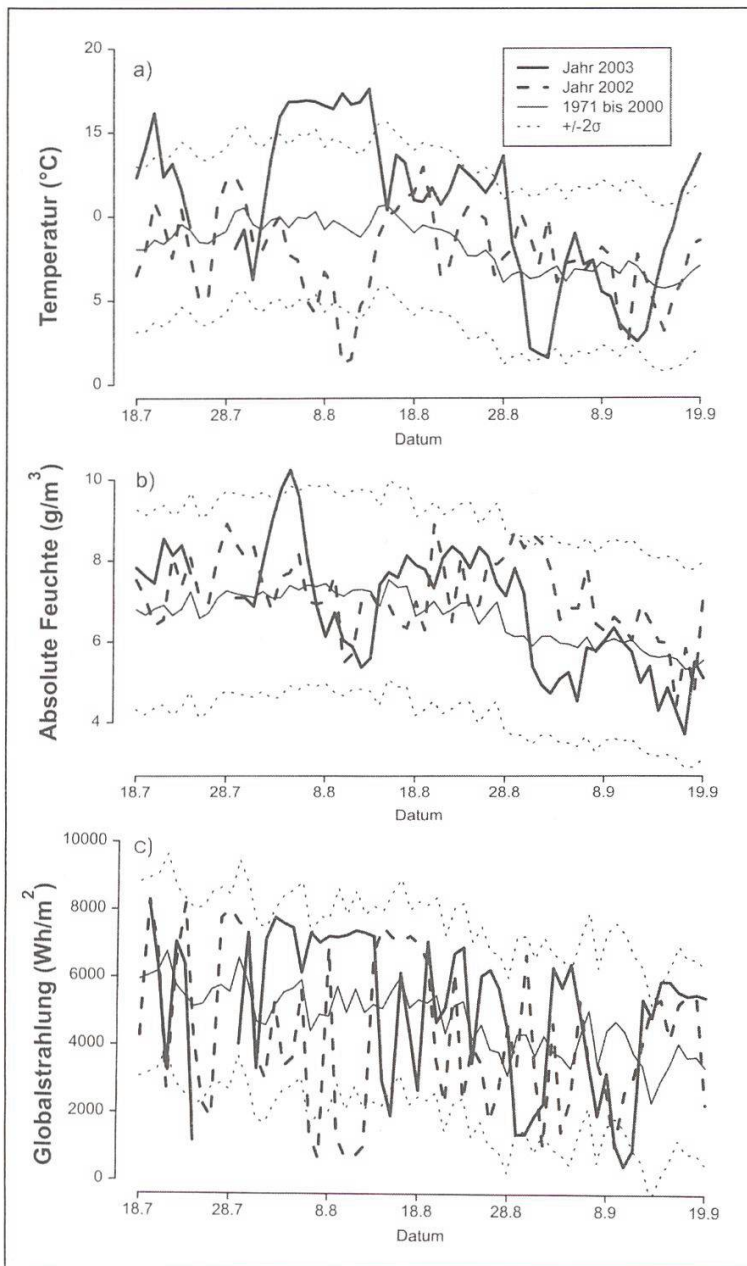 a)
Jahr 2003
Jahr 2002
1971 bis 2000
+/-2σ
Temperatur (°C)
20
15
0
5
0
18.7 28.7 8.8 18.8 28.8 8.9 19.9
Datum
b)
Absolute Feuchte (g/m³)
10
8
6
4
18.7 28.7 8.8 18.8 28.8 8.9 19.9
Datum
c)
Globalstrahlung (Wh/m²)
10000
8000
6000
4000
2000
0
18.7 28.7 8.8 18.8 28.8 8.9 19.9
Datum